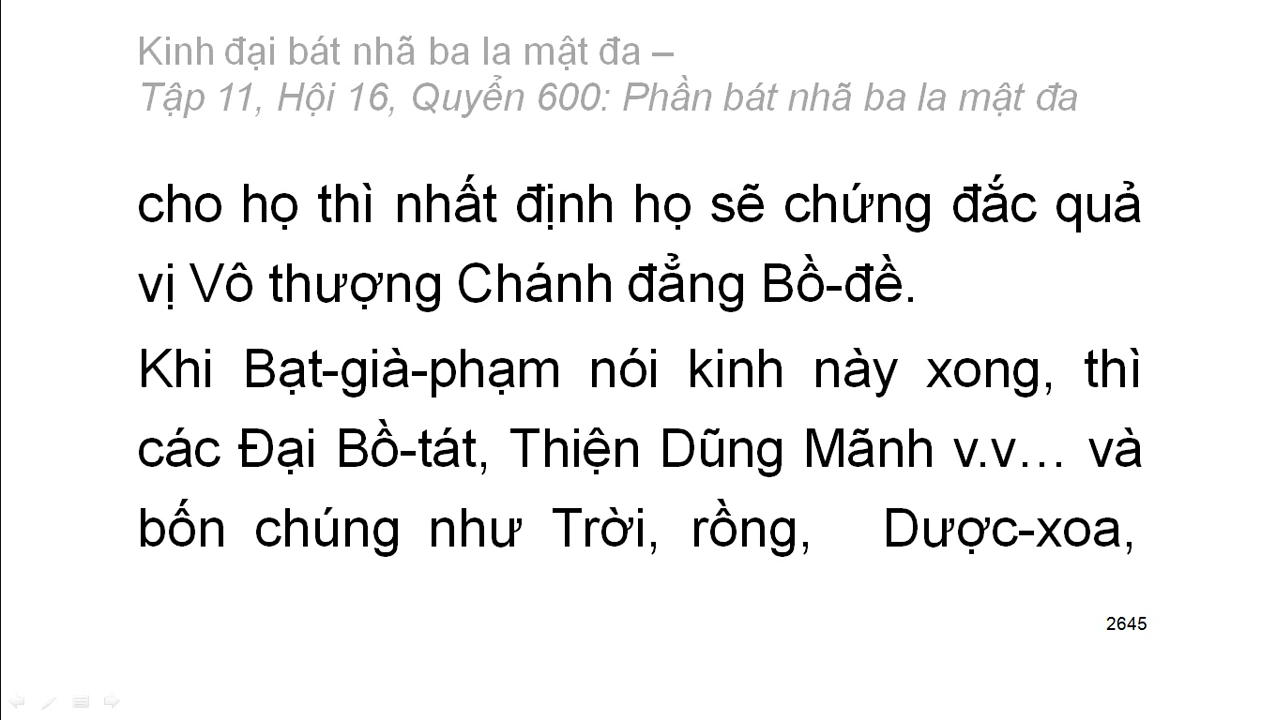 Kinh đại bát nhã ba la mật đa –
Tập 11, Hội 16, Quyển 600: Phần bát nhã ba la mật đa
cho họ thì nhất định họ sẽ chứng đắc quả
vị Vô thượng Chánh đẳng Bồ-đề.
Khi Bạt-già-phạm nói kinh này xong, thì
các Đại Bồ-tát, Thiện Dũng Mãnh v.v… và
bốn chúng như Trời, rồng, Dược-xoa,
2645